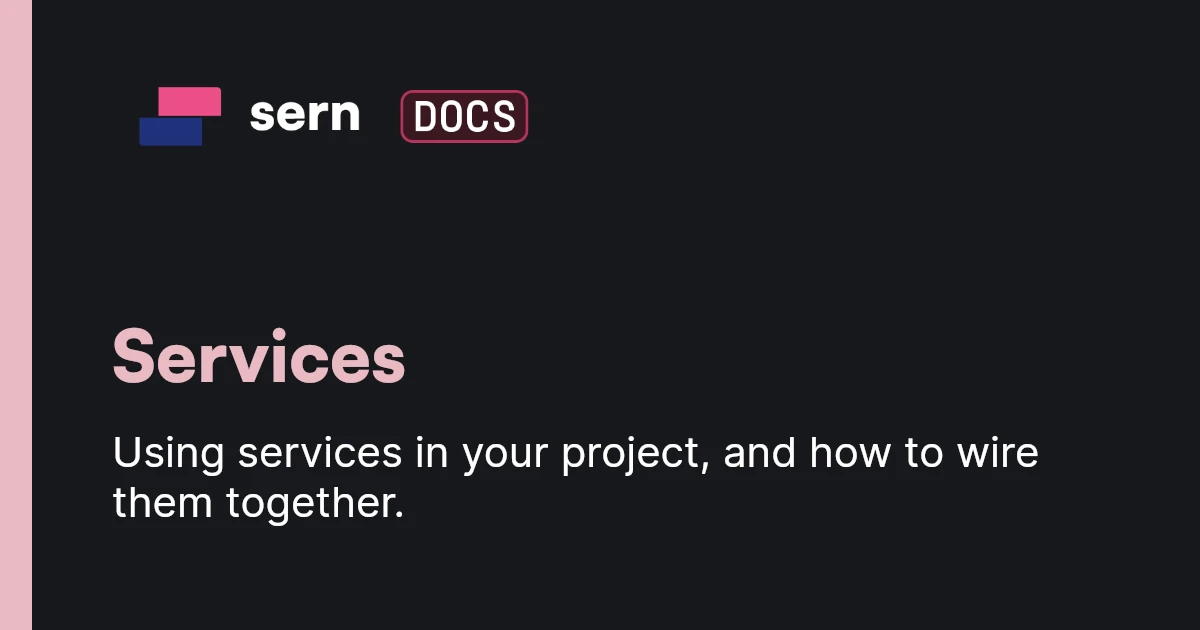 sern DOCS
Services
Using services in your project, and how to wire
them together.